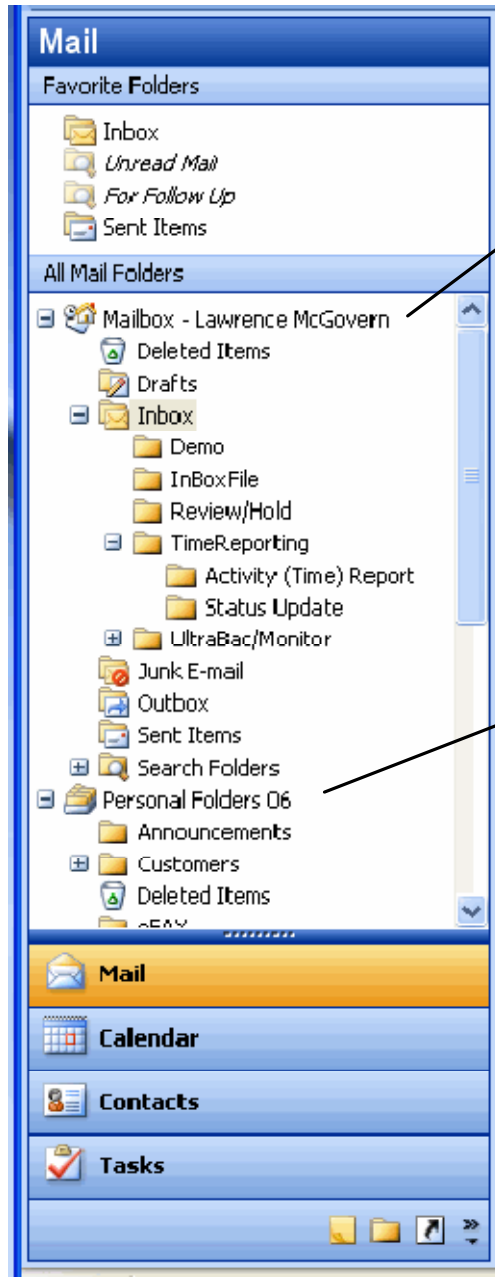 Mail
Favorite Folders
Inbox
Unread Mail
For Follow Up
Sent Items
All Mail Folders
Mailbox - Lawrence McGovern
Deleted Items
Drafts
Inbox
Demo
InBoxFile
Review/Hold
TimeReporting
Activity (Time) Report
Status Update
UltraBac/Monitor
Junk E-mail
Outbox
Sent Items
Search Folders
Personal Folders 06
Announcements
Customers
Deleted Items
eFAX
Mail
Calendar
Contacts
Tasks